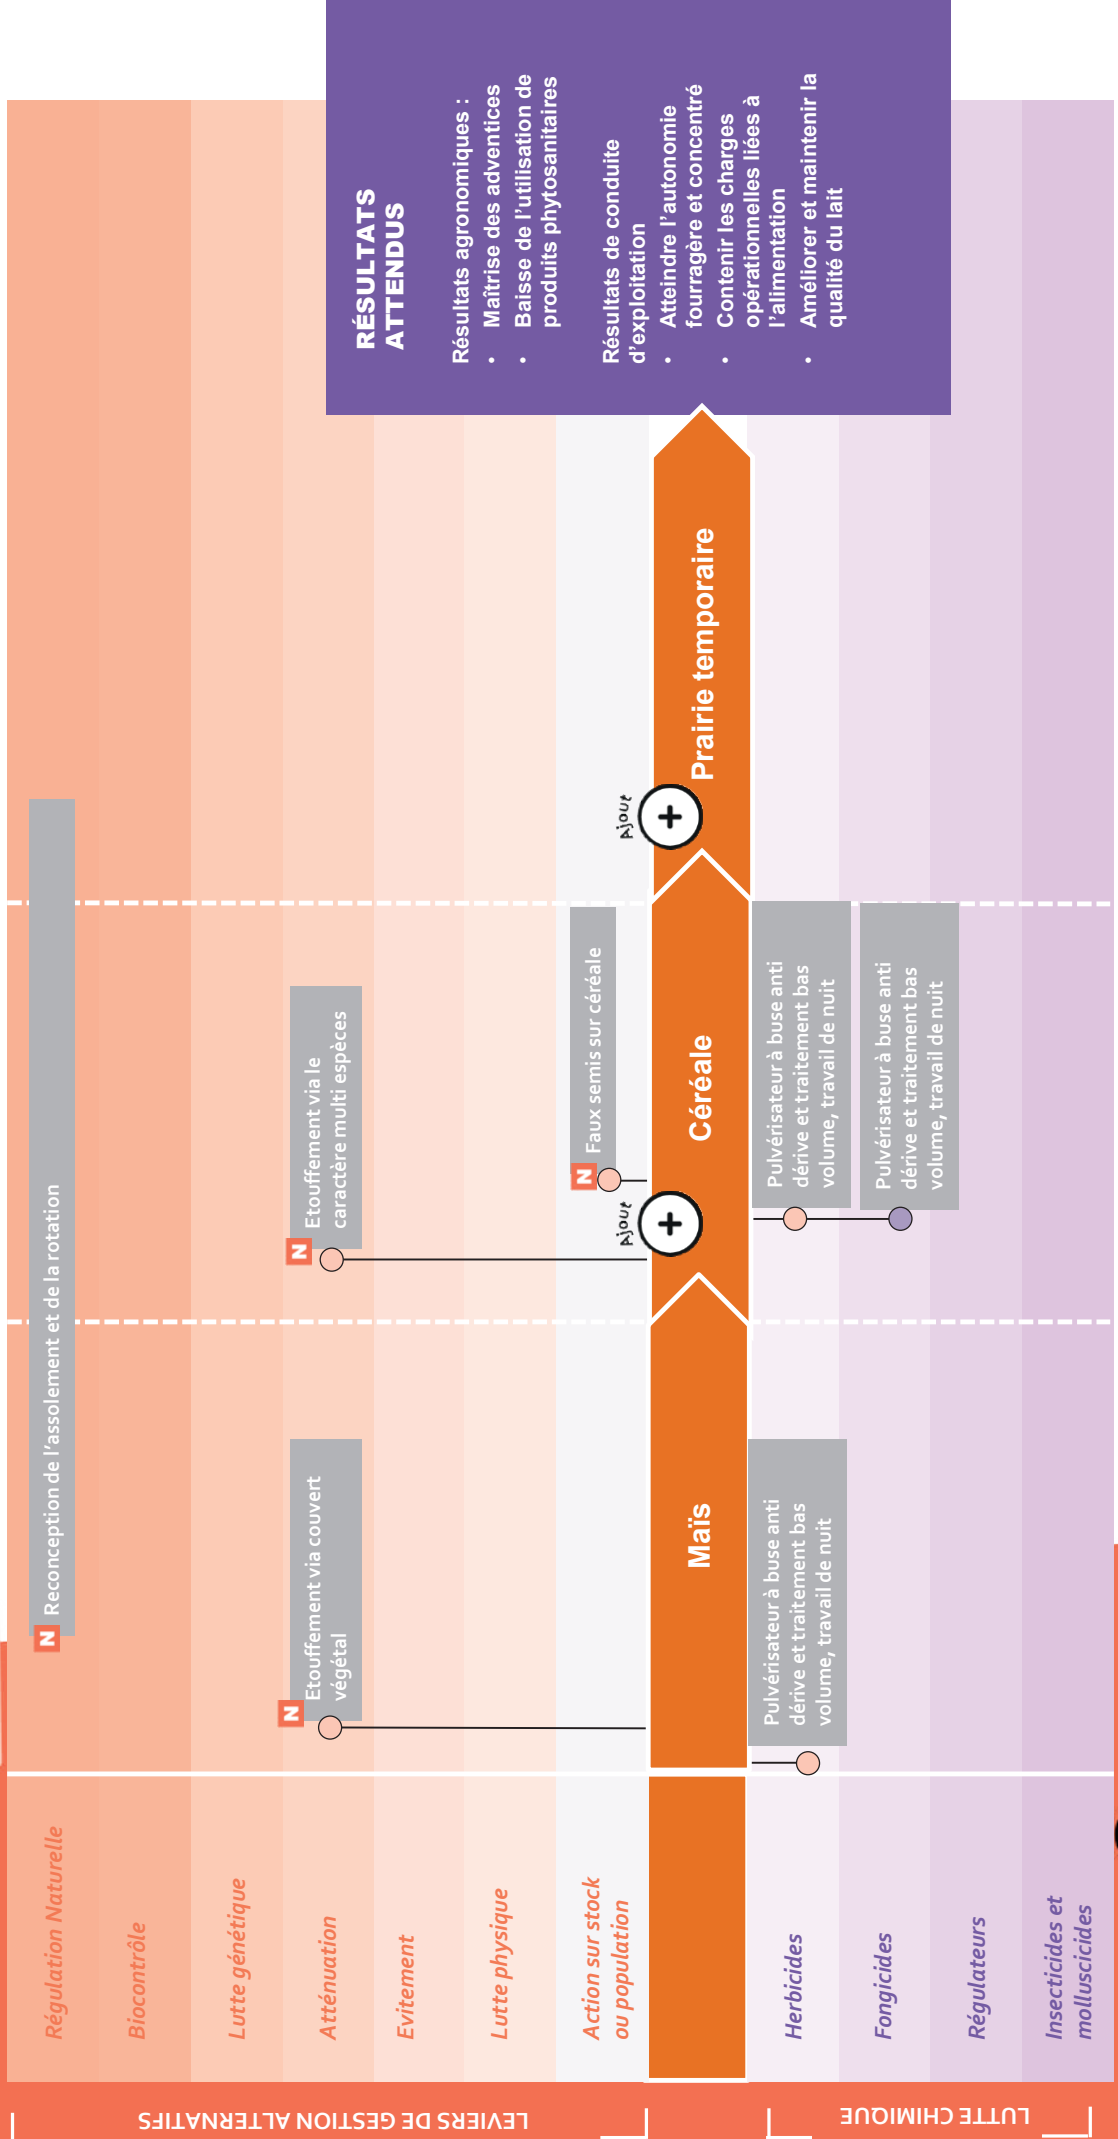 LEVIERS DE GESTION ALTERNATIFS
Régulation Naturelle
Biocontrôle
Lutte génétique
Atténuation
Evitement
Lutte physique
Action sur stock
ou population
LUTTE CHIMIQUE
Herbicides
Fongicides
Régulateurs
Insecticides et
molluscicides
N
Reconception de l'assolement et de la rotation
N
Etouffement via couvert
végétal
N
Etouffement via le
caractère multi espèces
N
Faux semis sur céréale
Maïs
Ajout
+
Céréale
Ajout
+
Prairie temporaire
Pulvérisateur à buse anti
dérive et traitement bas
volume, travail de nuit
Pulvérisateur à buse anti
dérive et traitement bas
volume, travail de nuit
Pulvérisateur à buse anti
dérive et traitement bas
volume, travail de nuit
RÉSULTATS
ATTENDUS
Résultats agronomiques :
• Maîtrise des adventices
• Baisse de l'utilisation de
produits phytosanitaires
Résultats de conduite
d'exploitation
• Atteindre l'autonomie
fourragère et concentré
• Contenir les charges
opérationnelles liées à
l'alimentation
• Améliorer et maintenir la
qualité du lait